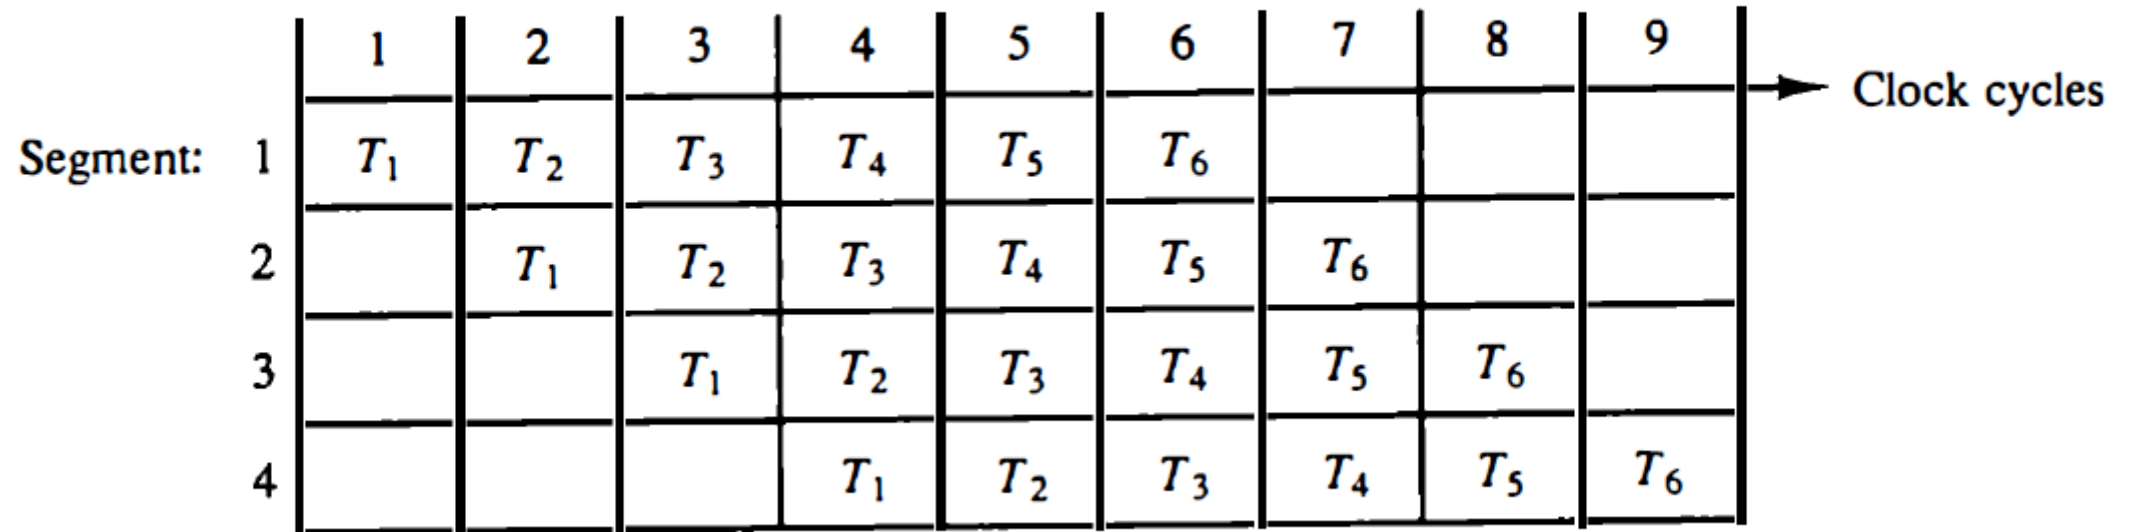 1 2 3 4 5 6 7 8 9
Clock cycles
Segment: 1 T1 T2 T3 T4 T5 T6
2 T1 T2 T3 T4 T5 T6
3 T1 T2 T3 T4 T5 T6
4 T1 T2 T3 T4 T5 T6